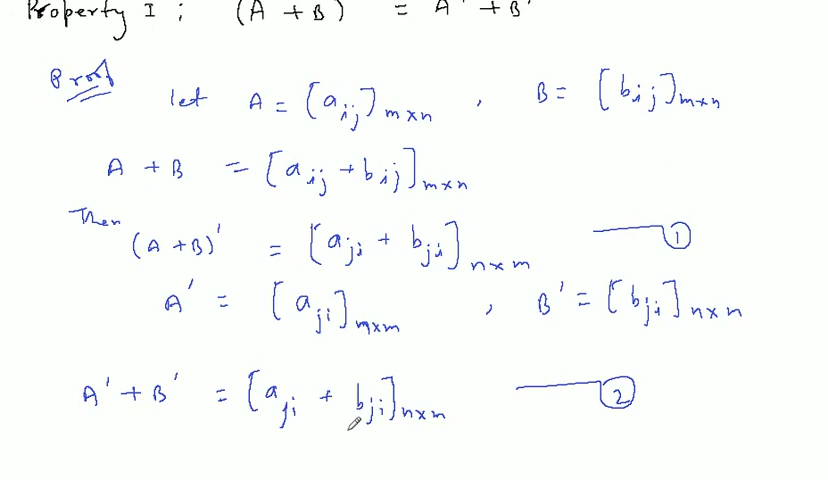 Property I ; (A + B)' = A' + B'
Proof
let A = [aij]m×n , B = [bij]m×n
A + B = [aij + bij]m×n
Then
(A + B)' = [aji + bji]n×m ——— 1
A' = [aji]m×m , B' = [bji]n×n
A' + B' = [aji + bji]n×m ——— 2